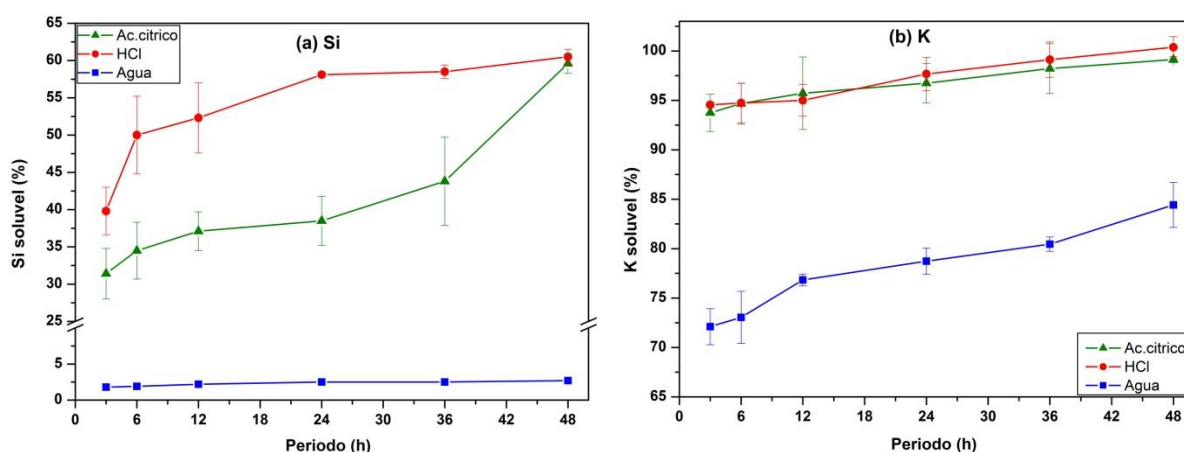 (a) Si
Ac.citrico
HCl
Agua
65
60
55
50
45
40
35
30
25
5
0
Si soluvel (%)
0 6 12 18 24 30 36 42 48
Periodo (h)
(b) K
100
95
90
85
80
75
70
65
K soluvel (%)
Ac.citrico
HCl
Agua
0 6 12 18 24 30 36 42 48
Periodo (h)